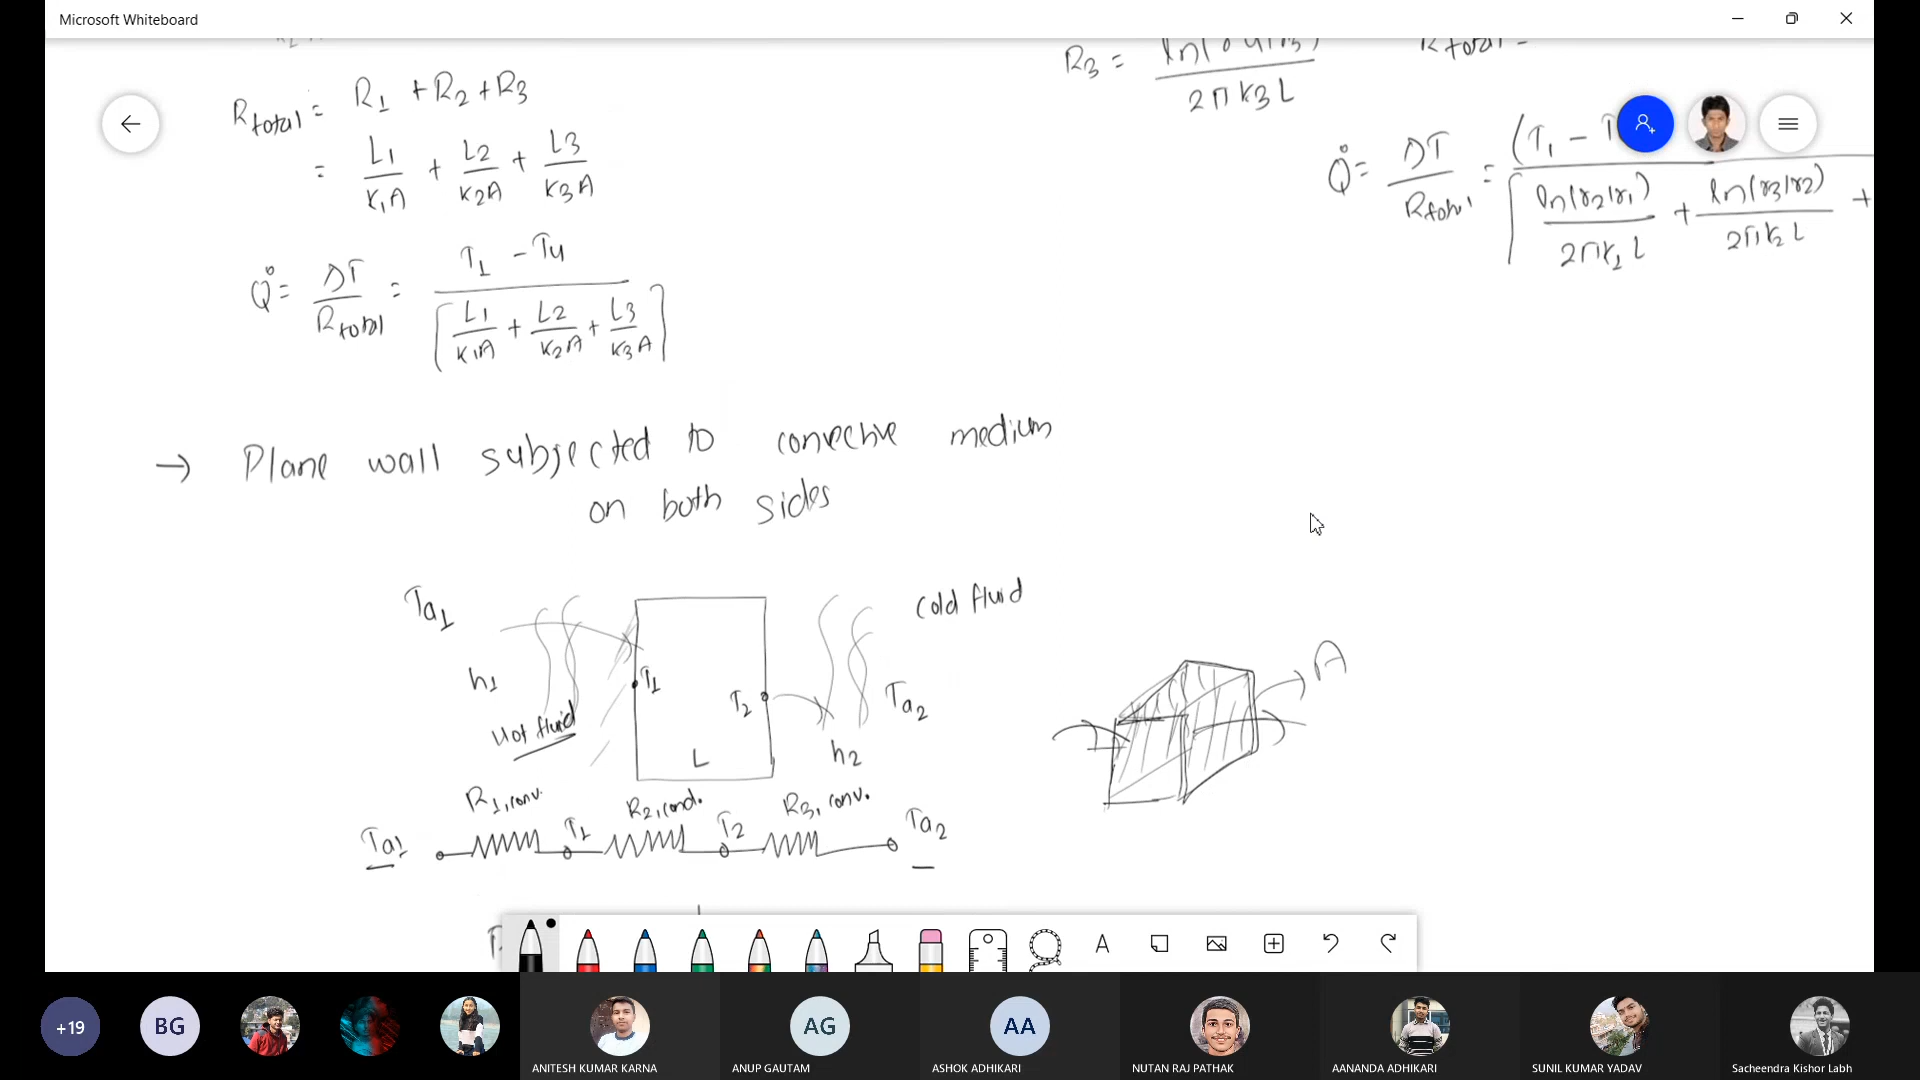 Microsoft Whiteboard
Rtotal = R1 + R2 + R3
= L1/K1A + L2/K2A + L3/K3A
Q̇ = ΔT/Rtotal = T1 - T4/[L1/K1A + L2/K2A + L3/K3A]
R3 = ln(r4/r3)/2πK3L
Rtotal =
Q̇ = ΔT/Rtotal = (T1 - T/[ln(r2/r1)/2πK1L + ln(r3/r2)/2πK2L +
→ Plane wall subjected to convective medium
on both sides
Ta1
cold fluid
h1
T1
T2
Ta2
Hot fluid
L
h2
A
R1,conv.
R2,cond.
R3,conv.
Ta1
T1
T2
Ta2
A
+19
BG
AG
AA
ANITESH KUMAR KARNA
ANUP GAUTAM
ASHOK ADHIKARI
NUTAN RAJ PATHAK
AANANDA ADHIKARI
SUNIL KUMAR YADAV
Sacheendra Kishor Labh